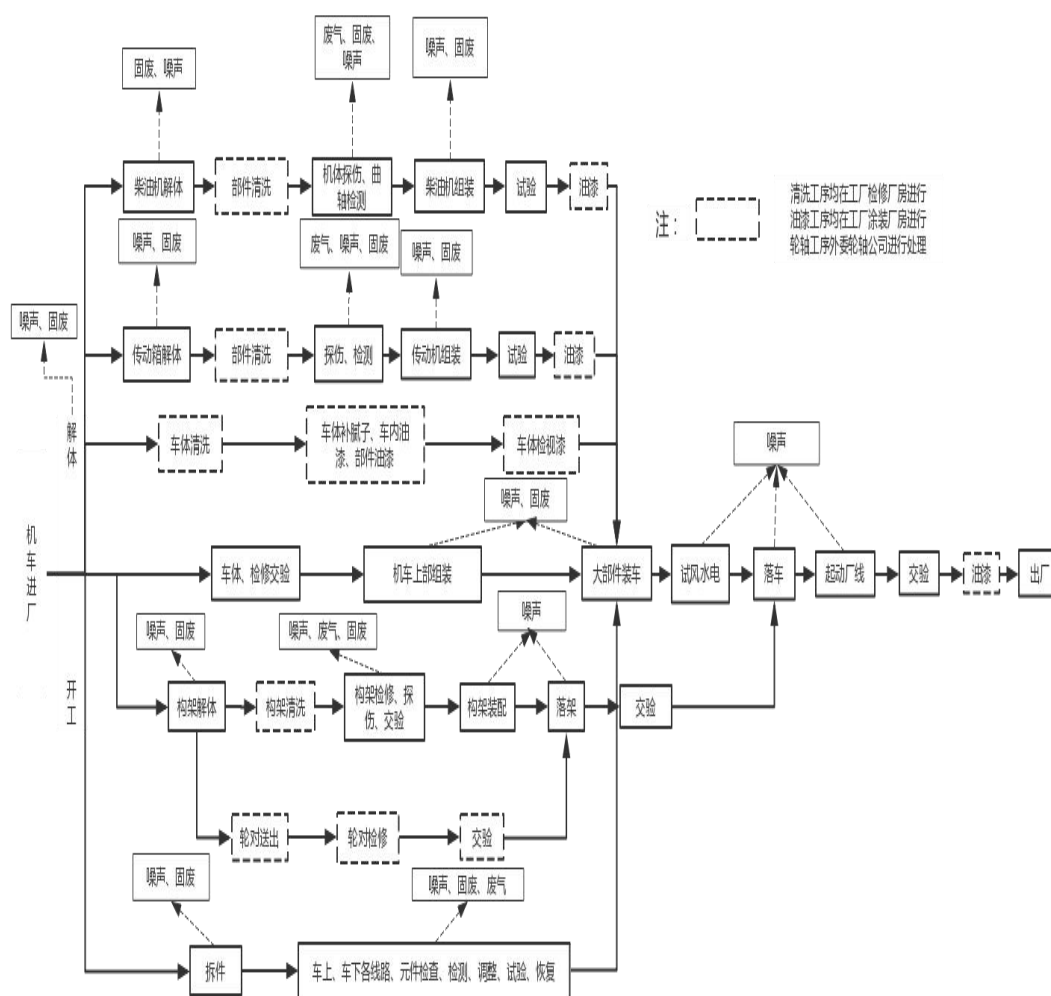 废气、固废、
噪声
噪声、固废
固废、噪声
柴油机解体
部件清洗
机体探伤、曲
轴检测
柴油机组装
试验
油漆
注：
清洗工序均在工厂检修厂房进行
油漆工序均在工厂涂装厂房进行
轮轴工序外委轮轴公司进行处理
噪声、固废
废气、噪声、固废
噪声、固废
噪声、固废
传动箱解体
部件清洗
探伤、检测
传动机组装
试验
油漆
解体
车体清洗
车体补腻子、车内油
漆、部件油漆
车体检视漆
噪声
噪声、固废
机车进厂
车体、检修交验
机车上部组装
大部件装车
试风水电
落车
起动厂线
交验
油漆
出厂
噪声、固废
噪声、废气、固废
噪声
开工
构架解体
构架清洗
构架检修、探
伤、交验
构架装配
落架
交验
轮对送出
轮对检修
交验
噪声、固废
噪声、固废、废气
拆件
车上、车下各线路、元件检查、检测、调整、试验、恢复